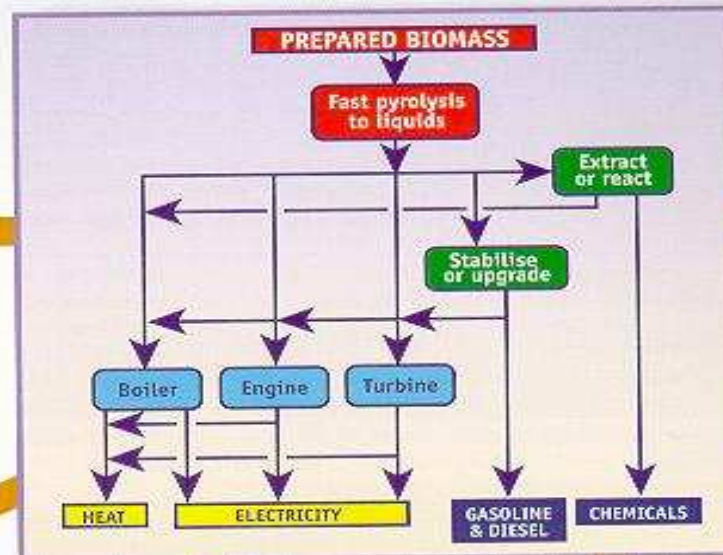 PREPARED BIOMASS
Fast pyrolysis
to liquids
Extract
or react
Stabilise
or upgrade
Boiler
Engine
Turbine
HEAT
ELECTRICITY
GASOLINE
& DIESEL
CHEMICALS